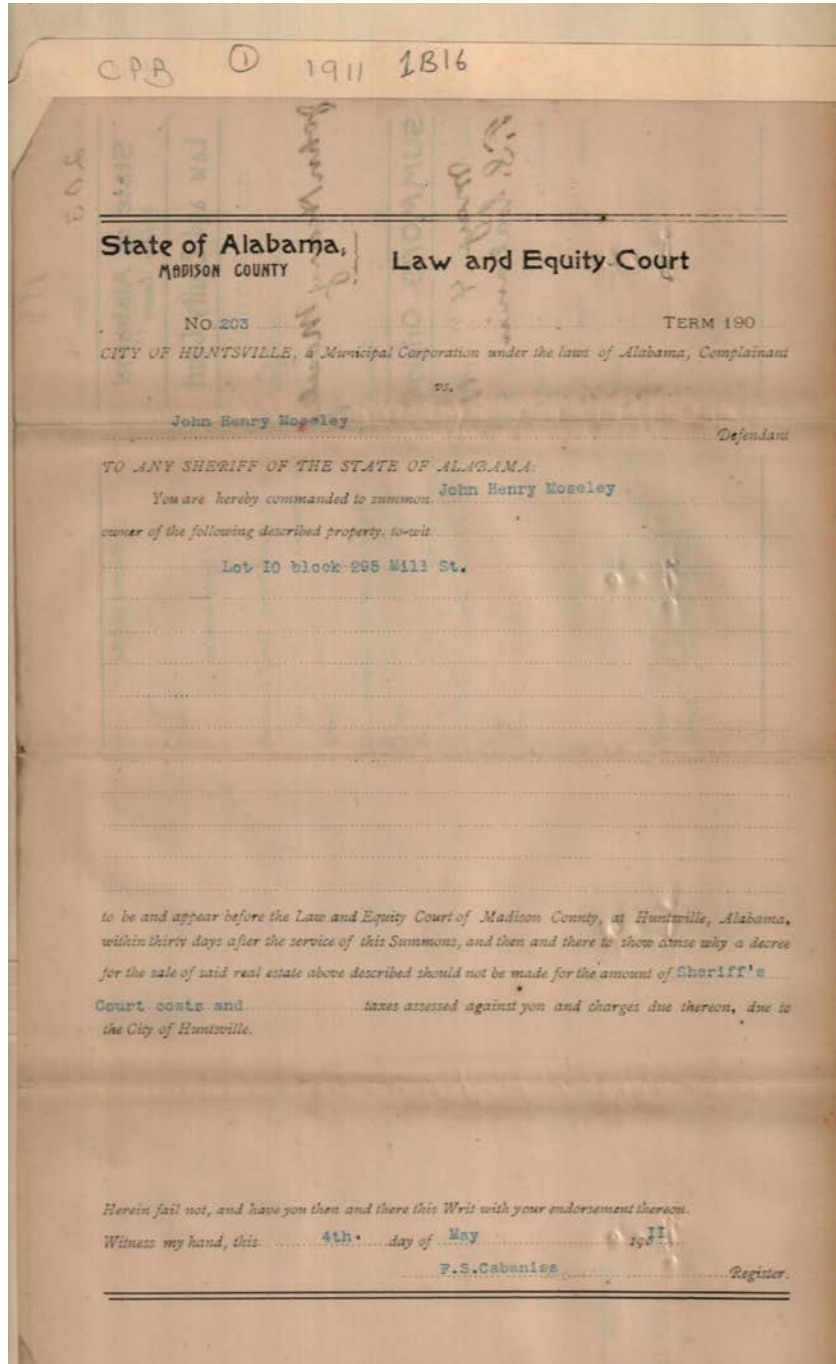 CPB 1 1911 1B16
State of Alabama, Law and Equity Court
MADISON COUNTY
NO. 203 TERM 190
CITY OF HUNTSVILLE, a Municipal Corporation under the laws of Alabama, Complainant
vs.
John Henry Moseley Defendant
TO ANY SHERIFF OF THE STATE OF ALABAMA:
You are hereby commanded to summon John Henry Moseley
owner of the following described property, to-wit
Lot I0 block 295 Mill St.
to be and appear before the Law and Equity Court of Madison County, at Huntsville, Alabama,
within thirty days after the service of this Summons, and then and there to show cause why a decree
for the sale of said real estate above described should not be made for the amount of Sheriff's
Court costs and taxes assessed against you and charges due thereon, due to
the City of Huntsville.
Herein fail not, and have you then and there this Writ with your endorsement thereon.
Witness my hand, this 4th. day of May 190II
F.S.Cabaniss Register.